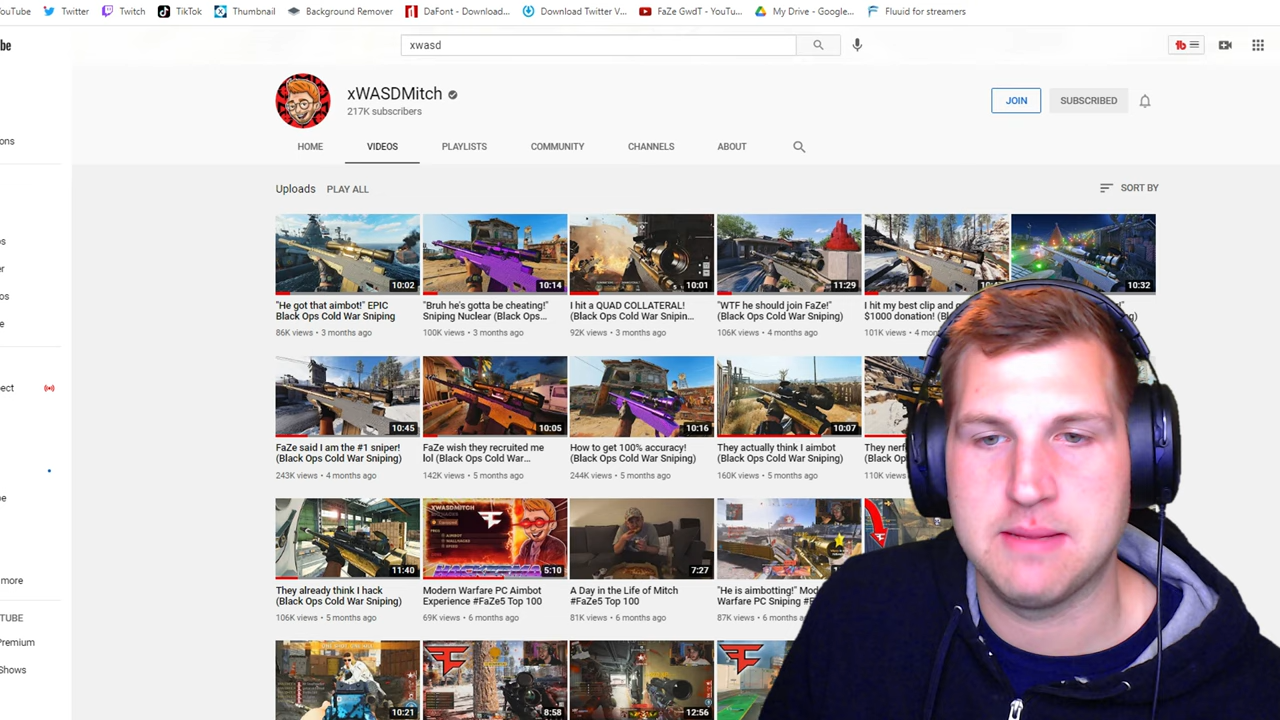 ouTube Twitter Twitch TikTok Thumbnail Background Remover DaFont - Download... Download Twitter V... FaZe GwdT - YouTu... My Drive - Google... Fluuid for streamers
be xwasd
xWASDMitch
217K subscribers
JOIN SUBSCRIBED
ons
HOME VIDEOS PLAYLISTS COMMUNITY CHANNELS ABOUT
Uploads PLAY ALL SORT BY
10:02 10:14 10:01 11:29 10:32
"He got that aimbot!" EPIC
Black Ops Cold War Sniping
86K views • 3 months ago
"Bruh he's gotta be cheating!"
Sniping Nuclear (Black Ops...
100K views • 3 months ago
I hit a QUAD COLLATERAL!
(Black Ops Cold War Snipin...
92K views • 3 months ago
"WTF he should join FaZe!"
(Black Ops Cold War Sniping)
106K views • 4 months ago
I hit my best clip and g
$1000 donation! (Bl
101K views • 4 mon
10:45 10:05 10:16 10:07
FaZe said I am the #1 sniper!
(Black Ops Cold War Sniping)
243K views • 4 months ago
FaZe wish they recruited me
lol (Black Ops Cold War...
142K views • 5 months ago
How to get 100% accuracy!
(Black Ops Cold War Sniping)
244K views • 5 months ago
They actually think I aimbot
(Black Ops Cold War Sniping)
160K views • 5 months ago
They nerf
(Black Op
110K view
XWASDMITCH
AIMBOT
WALLHACKS
SPEED
11:40 5:10 7:27
They already think I hack
(Black Ops Cold War Sniping)
106K views • 5 months ago
Modern Warfare PC Aimbot
Experience #FaZe5 Top 100
69K views • 6 months ago
A Day in the Life of Mitch
#FaZe5 Top 100
81K views • 6 months ago
"He is aimbotting!" Mod
Warfare PC Sniping #F
87K views • 6 months
more
TUBE
Premium
Shows
10:21 8:58 12:56